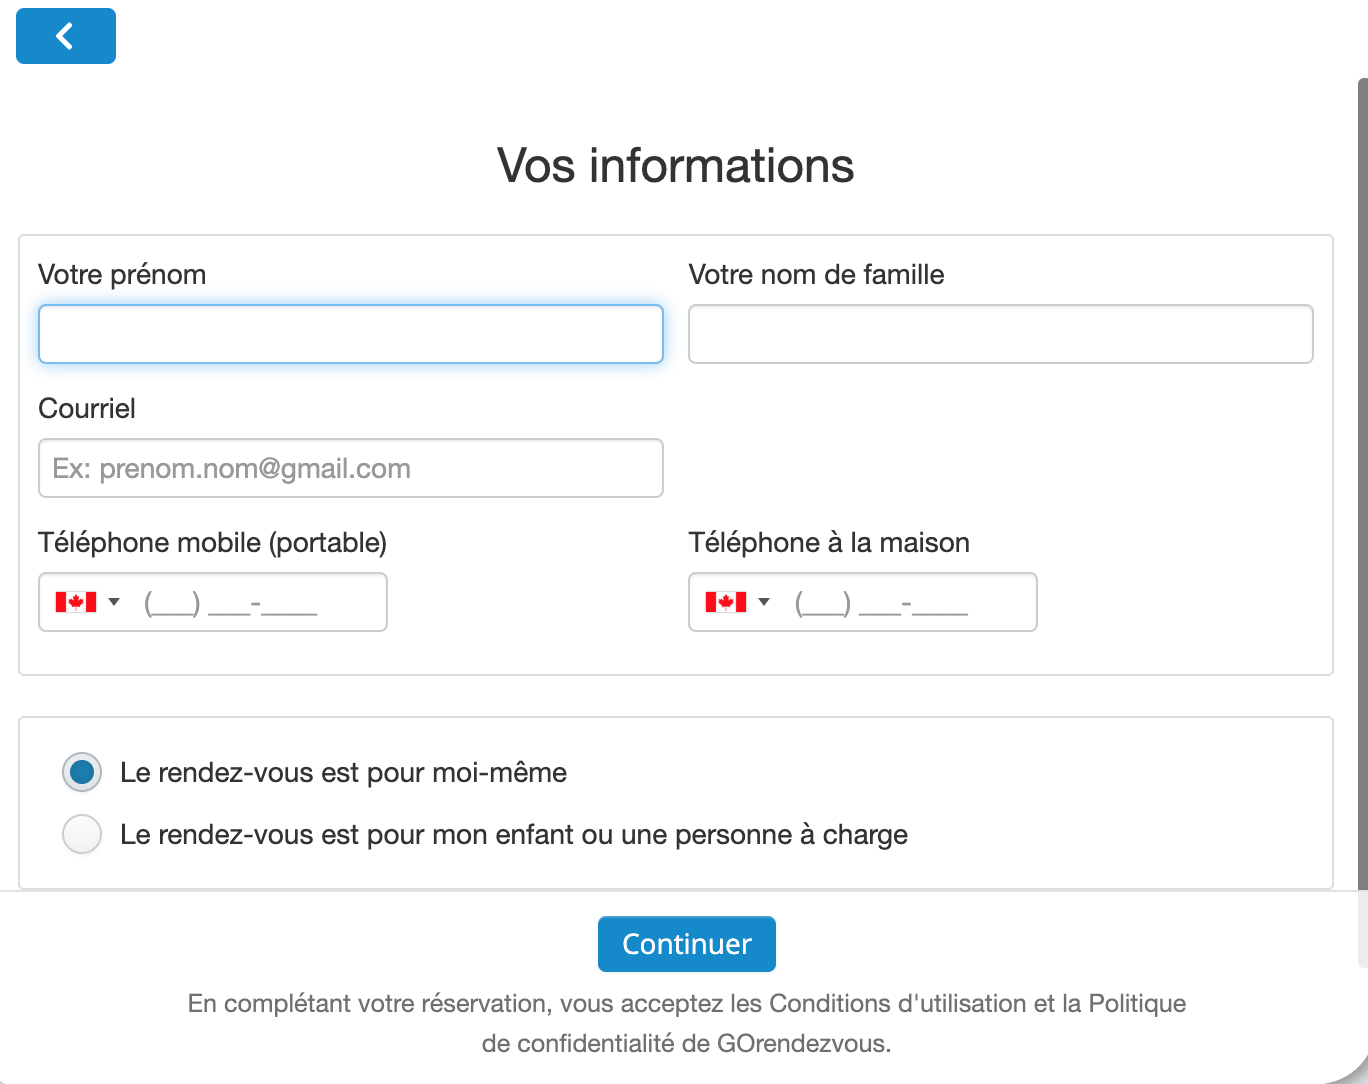 Vos informations
Votre prénom
Votre nom de famille
Courriel
Ex: prenom.nom@gmail.com
Téléphone mobile (portable)
Téléphone à la maison
(___) ___-____
(___) ___-____
Le rendez-vous est pour moi-même
Le rendez-vous est pour mon enfant ou une personne à charge
Continuer
En complétant votre réservation, vous acceptez les Conditions d'utilisation et la Politique
de confidentialité de GOrendezvous.